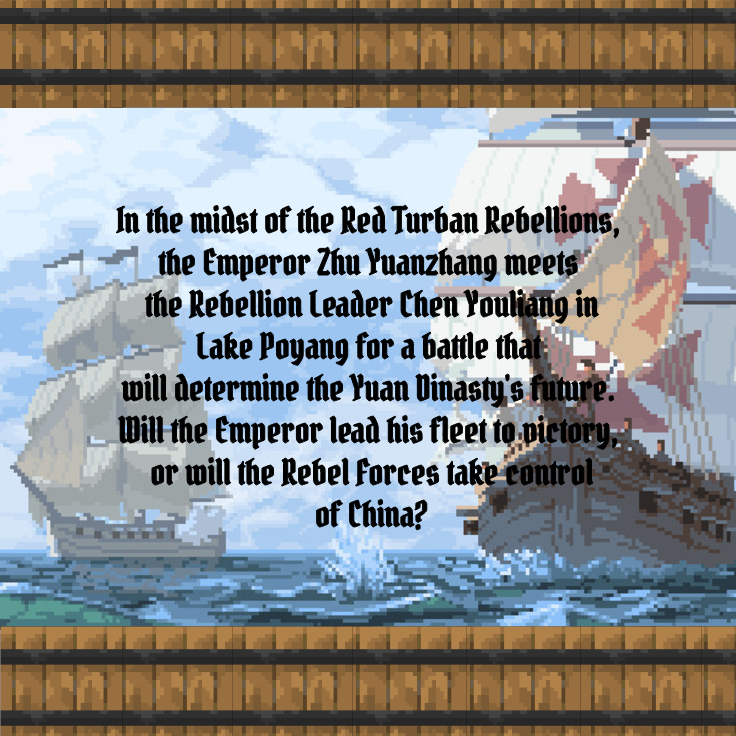 In the midst of the Red Turban Rebellions,
the Emperor Zhu Yuanzhang meets
the Rebellion Leader Chen Youliang in
Lake Poyang for a battle that
will determine the Yuan Dinasty's future.
Will the Emperor lead his fleet to victory,
or will the Rebel Forces take control
of China?